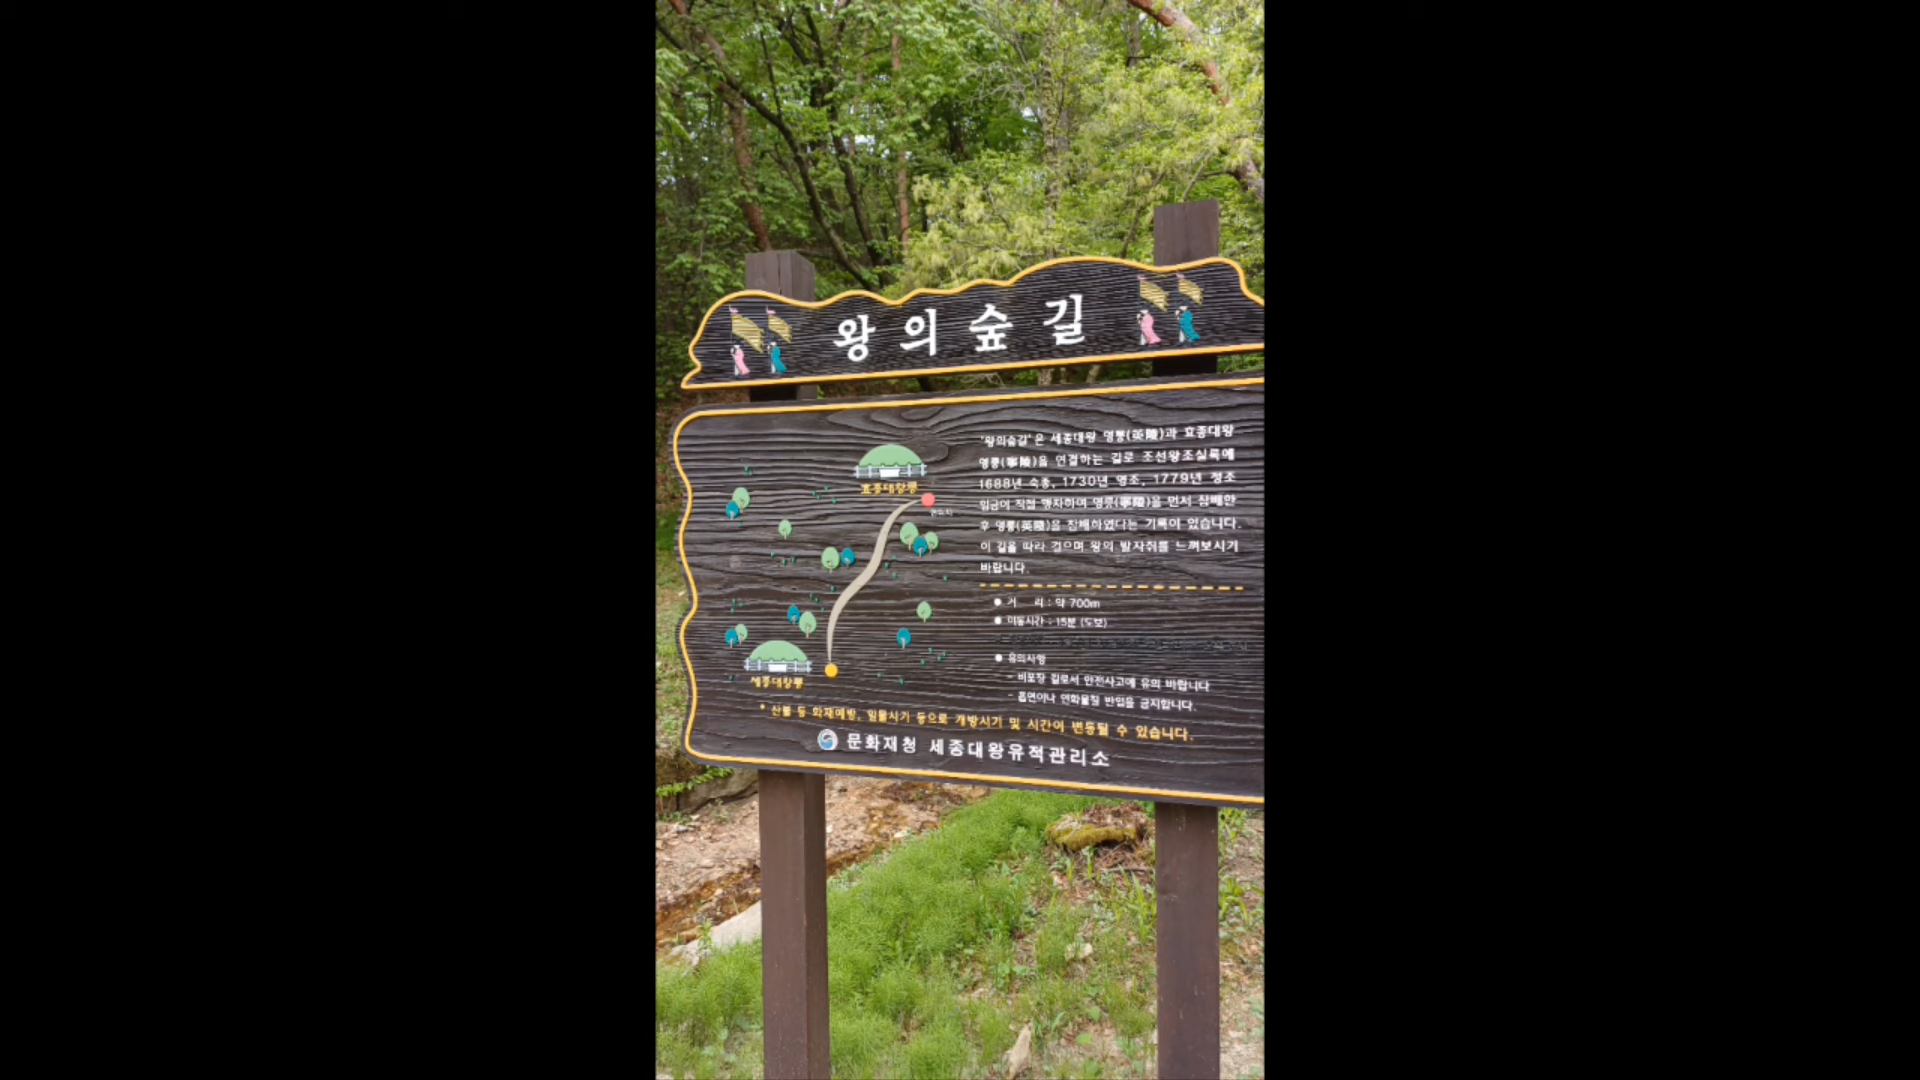 왕의숲길
'왕의숲길'은 세종대왕 영릉(英陵)과 효종대왕
영릉(寧陵)을 연결하는 길로 조선왕조실록에
1688년 숙종, 1730년 영조, 1779년 정조
임금이 직접 행차하여 영릉(寧陵)을 먼저 참배한
후 영릉(英陵)을 참배하였다는 기록이 있습니다.
이 길을 따라 걸으며 왕의 발자취를 느껴보시기
바랍니다.
효종대왕릉
현위치
세종대왕릉
● 거 리 : 약 700m
● 이동시간 : 15분 (도보)
● 유의사항
- 비포장 길로서 안전사고에 유의 바랍니다
- 흡연이나 인화물질 반입을 금지합니다.
* 산불 등 화재예방, 일몰시기 등으로 개방시기 및 시간이 변동될 수 있습니다.
문화재청 세종대왕유적관리소